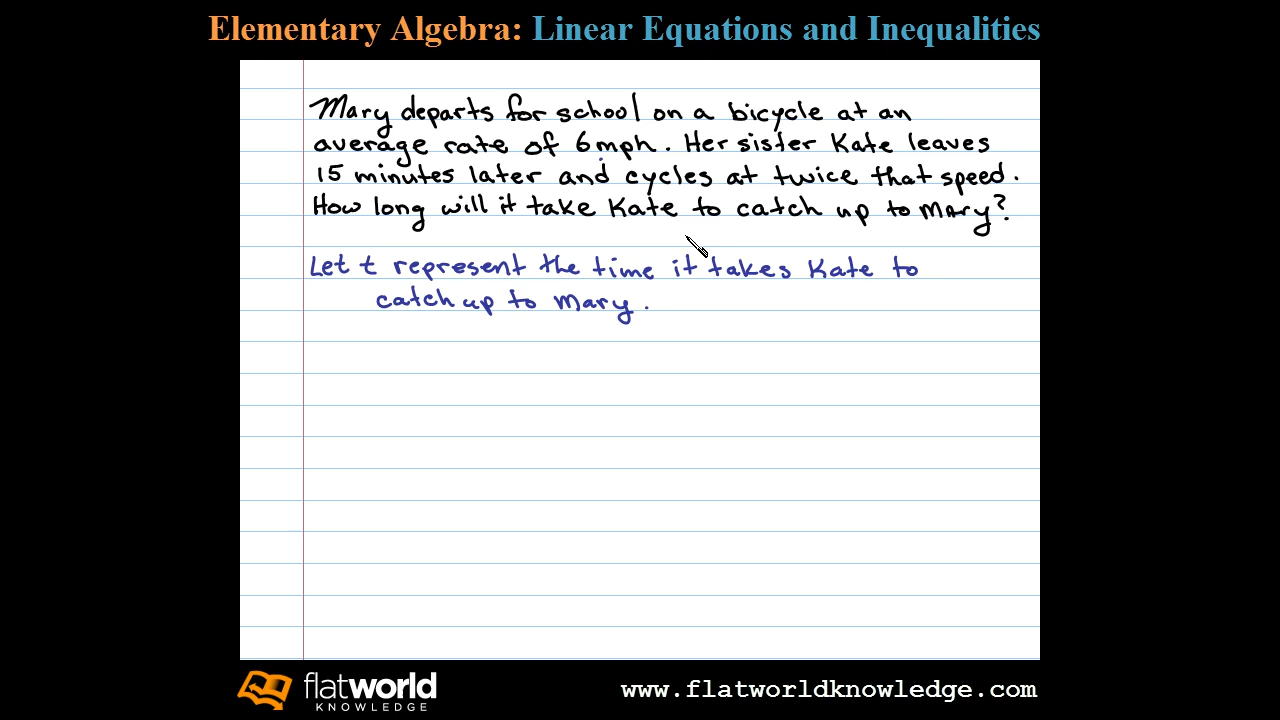 Elementary Algebra: Linear Equations and Inequalities
Mary departs for school on a bicycle at an
average rate of 6mph. Her sister Kate leaves
15 minutes later and cycles at twice that speed.
How long will it take Kate to catch up to Mary?
Let t represent the time it takes Kate to
catch up to Mary.
flatworld
KNOWLEDGE
www.flatworldknowledge.com